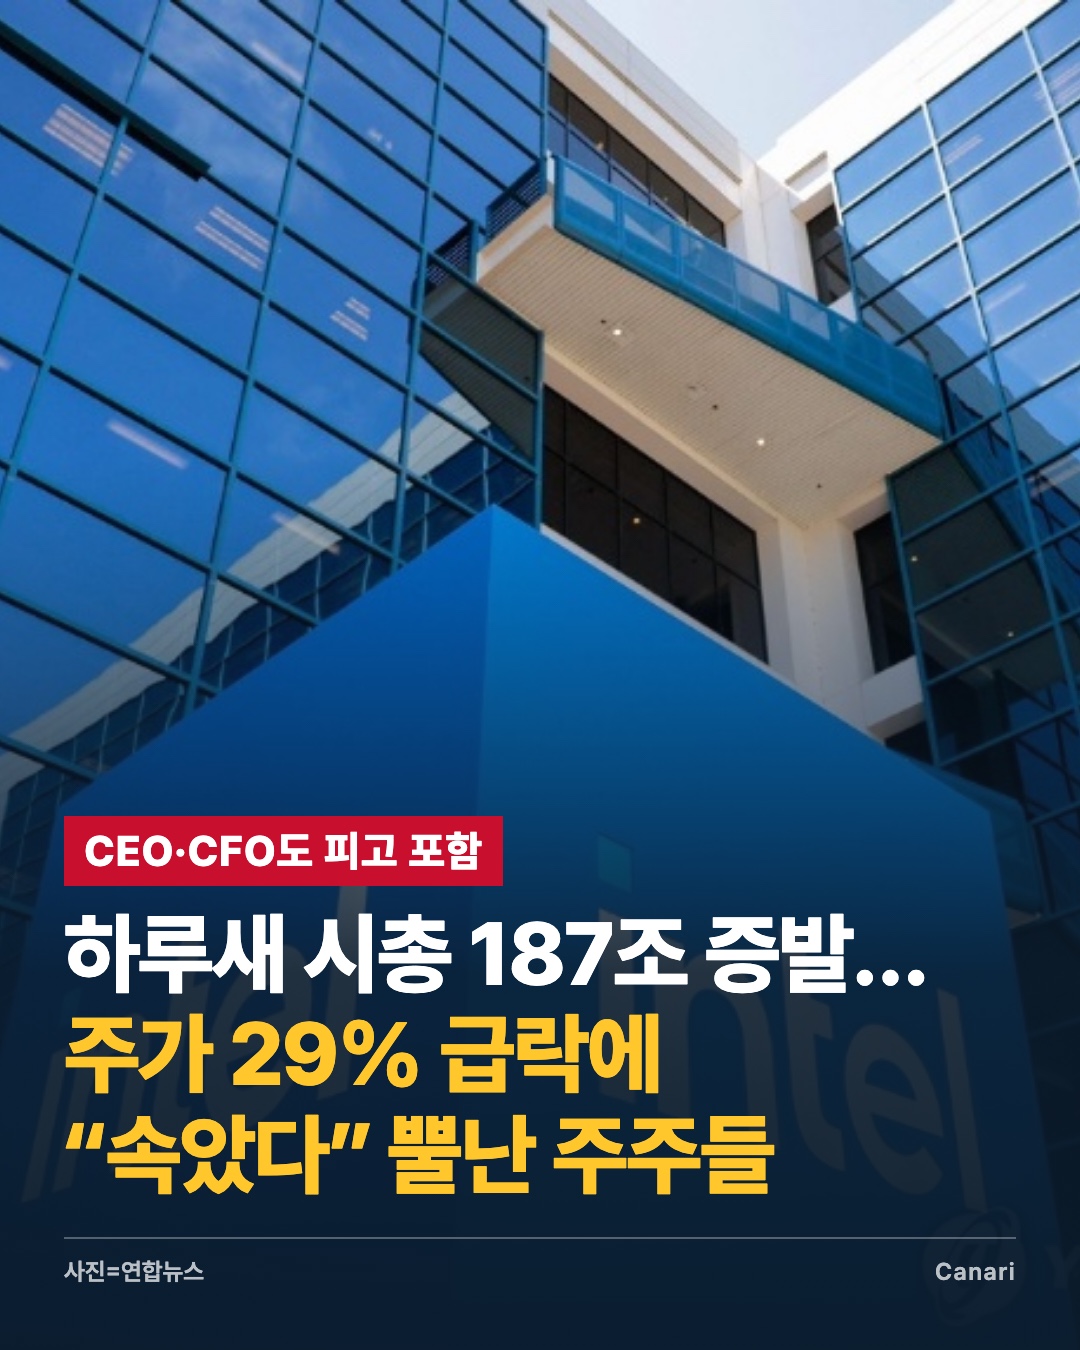 CEO·CFO도 피고 포함
하루새 시총 187조 증발...
주가 29% 급락에
“속았다” 뿔난 주주들
intel
intel
사진=연합뉴스
Canari